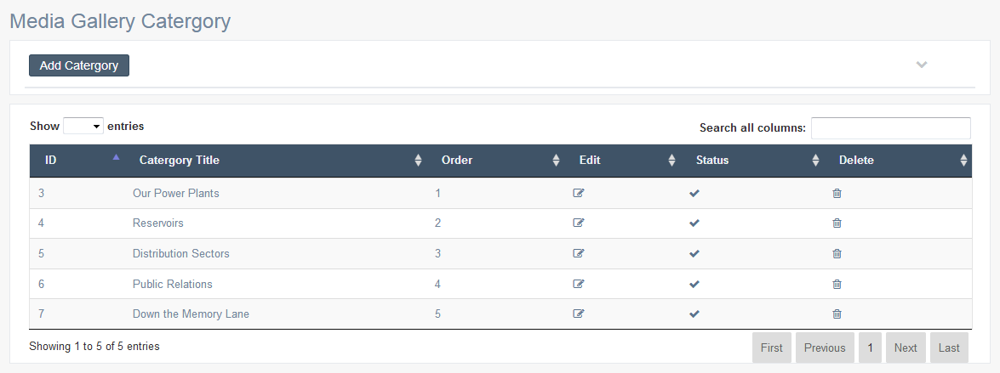 Media Gallery Catergory
Add Catergory
Show entries Search all columns:
ID Catergory Title Order Edit Status Delete
3 Our Power Plants 1
4 Reservoirs 2
5 Distribution Sectors 3
6 Public Relations 4
7 Down the Memory Lane 5
Showing 1 to 5 of 5 entries First Previous 1 Next Last